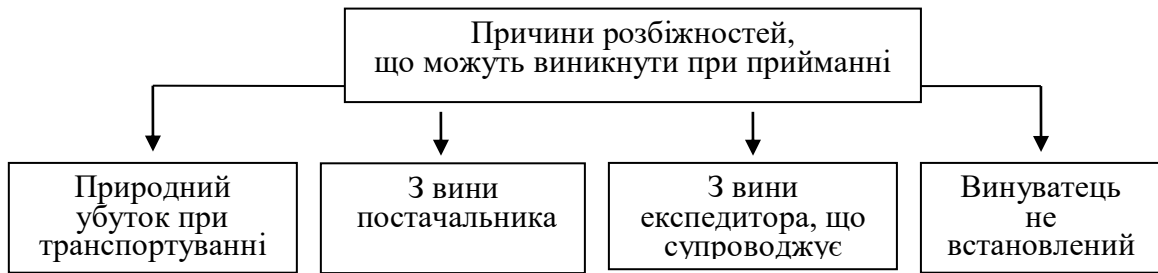 Причини розбіжностей,
що можуть виникнути при прийманні
Природний
убуток при
транспортуванні
З вини
постачальника
З вини
експедитора, що
супроводжує
Винуватець
не
встановлений